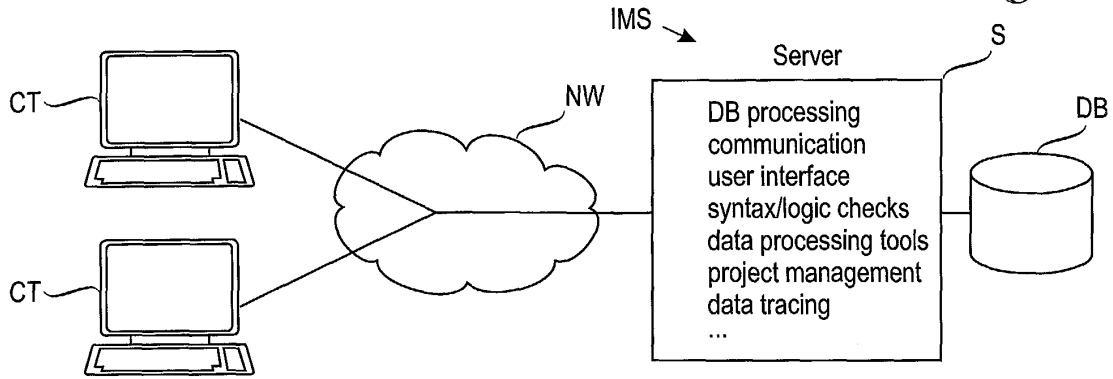 IMS
S
Server
CT
NW
DB
DB processing
communication
user interface
syntax/logic checks
data processing tools
project management
data tracing
...
CT